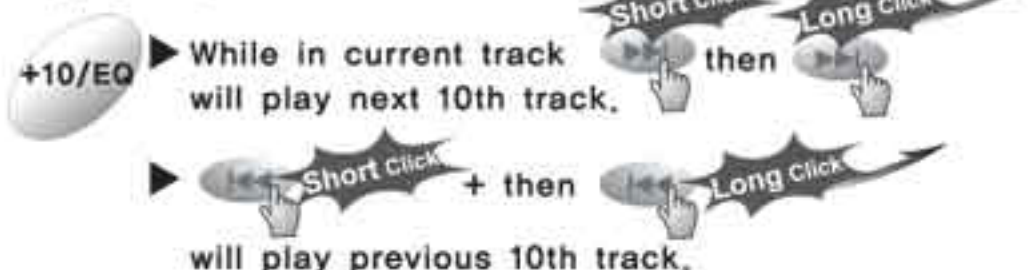 Short Click Long Click
+10/EQ ▶ While in current track then
will play next 10th track.
▶ Short Click + then Long Click
will play previous 10th track.